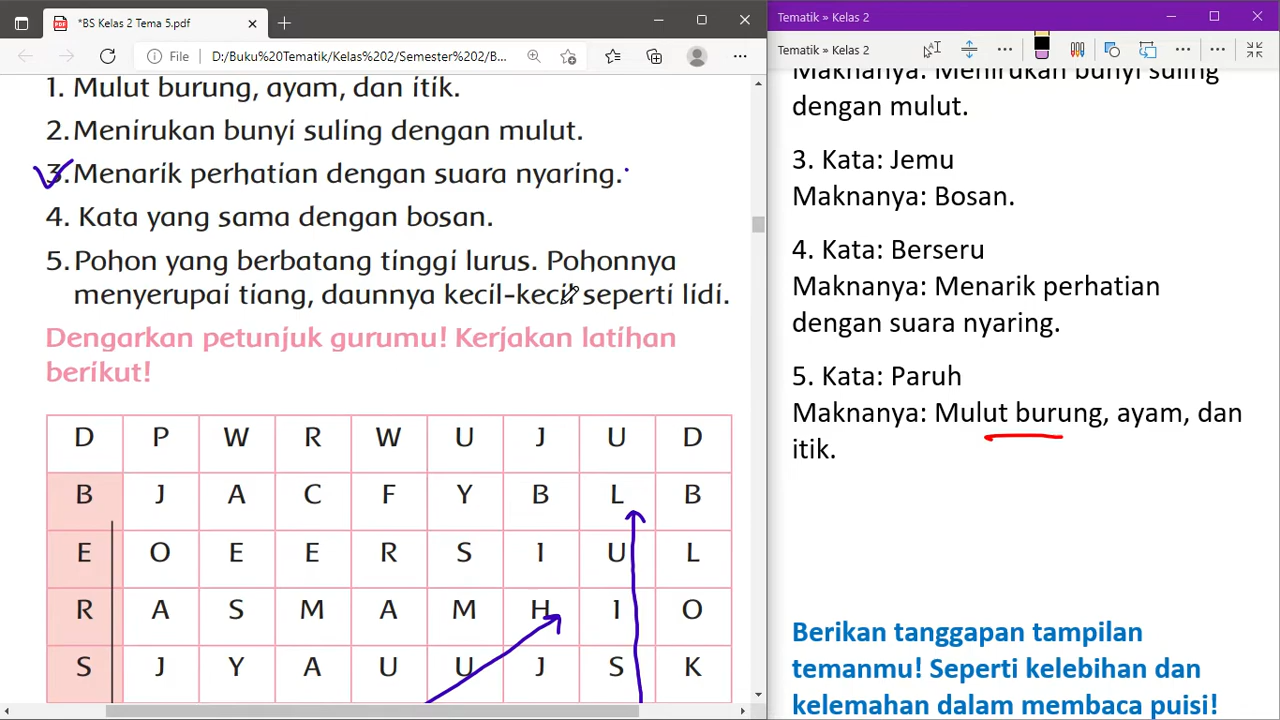 *BS Kelas 2 Tema 5.pdf
File
D:/Buku%20Tematik/Kelas%202/Semester%202/B...
1. Mulut burung, ayam, dan itik.
2. Menirukan bunyi suling dengan mulut.
3. Menarik perhatian dengan suara nyaring.
4. Kata yang sama dengan bosan.
5. Pohon yang berbatang tinggi lurus. Pohonnya
menyerupai tiang, daunnya kecil-kecil seperti lidi.
Dengarkan petunjuk gurumu! Kerjakan latihan
berikut!
D P W R W U J U D
B J A C F Y B L B
E O E E R S I U L
R A S M A M H I O
S J Y A U U J S K
Tematik » Kelas 2
Tematik » Kelas 2
Maknanya: Menirukan bunyi suling
dengan mulut.
3. Kata: Jemu
Maknanya: Bosan.
4. Kata: Berseru
Maknanya: Menarik perhatian
dengan suara nyaring.
5. Kata: Paruh
Maknanya: Mulut burung, ayam, dan
itik.
Berikan tanggapan tampilan
temanmu! Seperti kelebihan dan
kelemahan dalam membaca puisi!